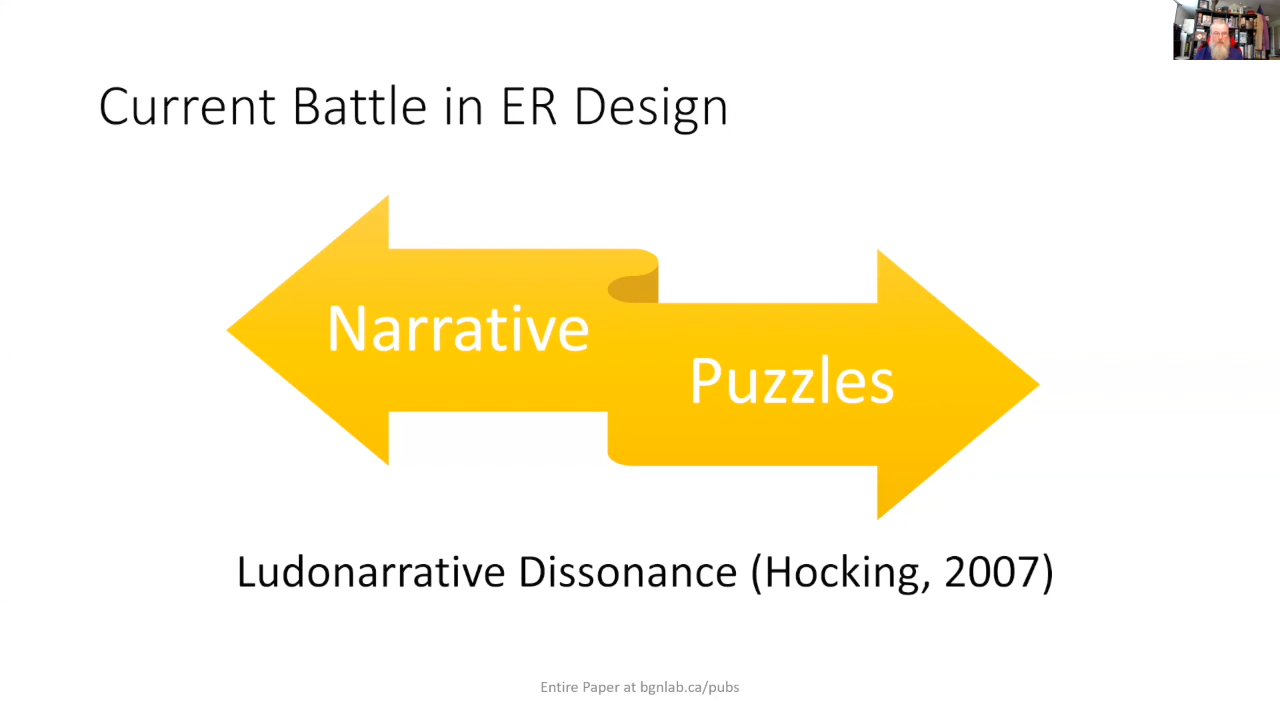 Current Battle in ER Design
Narrative
Puzzles
Ludonarrative Dissonance (Hocking, 2007)
Entire Paper at bgnlab.ca/pubs